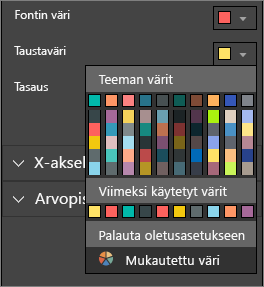 Fontin väri
Taustaväri
Teeman värit
Tasaus
X-aksel
Viimeksi käytetyt värit
Arvopis
Palauta oletusasetukseen
Mukautettu väri